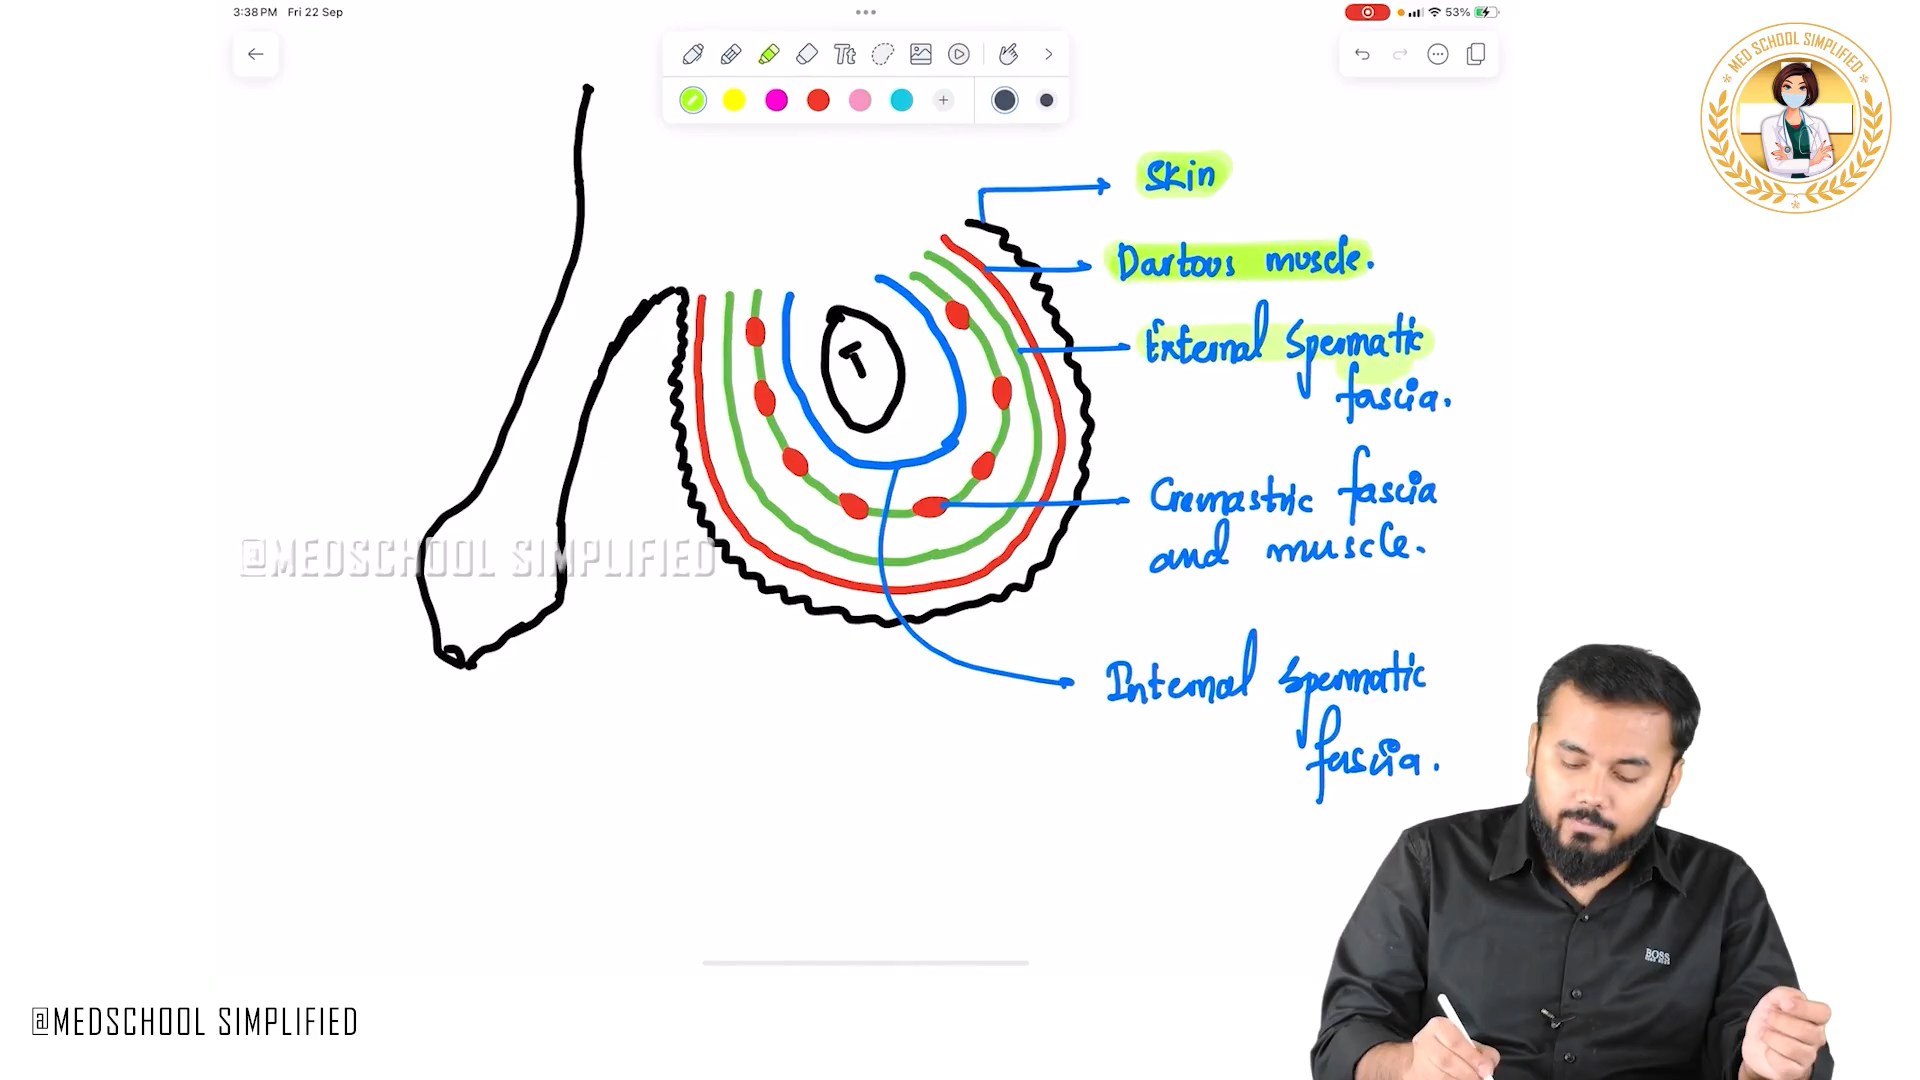 3:38 PM Fri 22 Sep
53%
Tt
MED SCHOOL SIMPLIFIED
Skin
Dartous muscle.
External Spermatic
fascia.
T
Cremastric fascia
and muscle.
@MEDSCHOOL SIMPLIFIED
Internal Spermatic
fascia.
BOSS
@MEDSCHOOL SIMPLIFIED